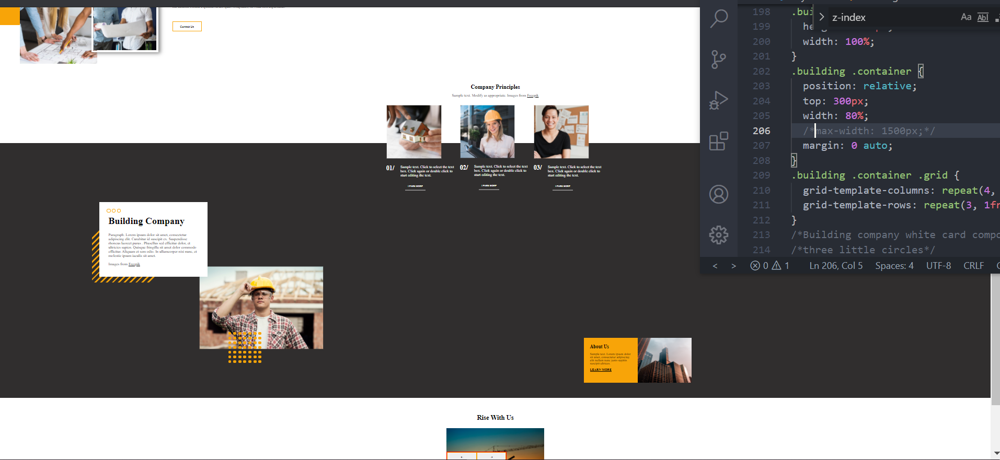 Contact Us
Company Principles
Sample text. Modify as appropriate. Images from Freepik
01/
Sample text. Click to select the text
box. Click again or double click to
start editing the text.
02/
Sample text. Click to select the text
box. Click again or double click to
start editing the text.
03/
Sample text. Click to select the text
box. Click again or double click to
start editing the text.
Building Company
Paragraph. Lorem ipsum dolor sit amet, consectetur
adipiscing elit. Curabitur id suscipit ex. Suspendisse
rhoncus laoreet purus . Phasellus sed efficitur dolor, et
ultricies sapien. Quisque fringilla sit amet dolor commodo
efficitur. Aliquam et sem odio. In ullamcorper nisi nunc, et
molestie ipsum iaculis sit amet.
Images from Freepik
About Us
Sample text. Lorem ipsum dolor
sit amet, consectetur adipiscing
elit nullam nunc justo sagittis
suscipit ultrices.
LEARN MORE
Rise With Us
z-index
Aa Abl
198 .bui
199 he
200 width: 100%;
201 }
202 .building .container {
203 position: relative;
204 top: 300px;
205 width: 80%;
206 /*max-width: 1500px;*/
207 margin: 0 auto;
208 }
209 .building .container .grid {
210 grid-template-columns: repeat(4,
211 grid-template-rows: repeat(3, 1fr
212 }
213 /*Building company white card compo
214 /*three little circles*/
< > 0 1 Ln 206, Col 5 Spaces: 4 UTF-8 CRLF